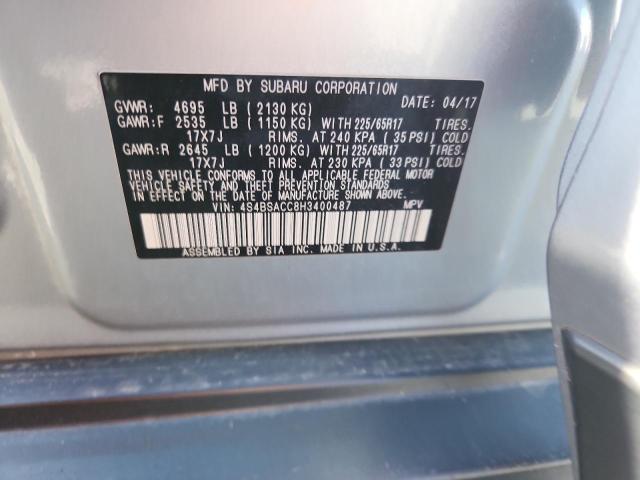 MFD BY SUBARU CORPORATION
GVWR: 4695 LB (2130 KG) DATE: 04/17
GAWR:F 2535 LB (1150 KG) WITH 225/65R17 TIRES.
17X7J RIMS. AT 240 KPA (35 PSI) COLD
GAWR:R 2645 LB (1200 KG) WITH 225/65R17 TIRES.
17X7J RIMS. AT 230 KPA (33 PSI) COLD
THIS VEHICLE CONFORMS TO ALL APPLICABLE FEDERAL MOTOR
VEHICLE SAFETY AND THEFT PREVENTION STANDARDS IN
EFFECT ON THE DATE OF MANUFACTURE SHOWN ABOVE.
VIN: 4S4BSACC8H3400487 MPV
ASSEMBLED BY SIA INC. MADE IN U.S.A.